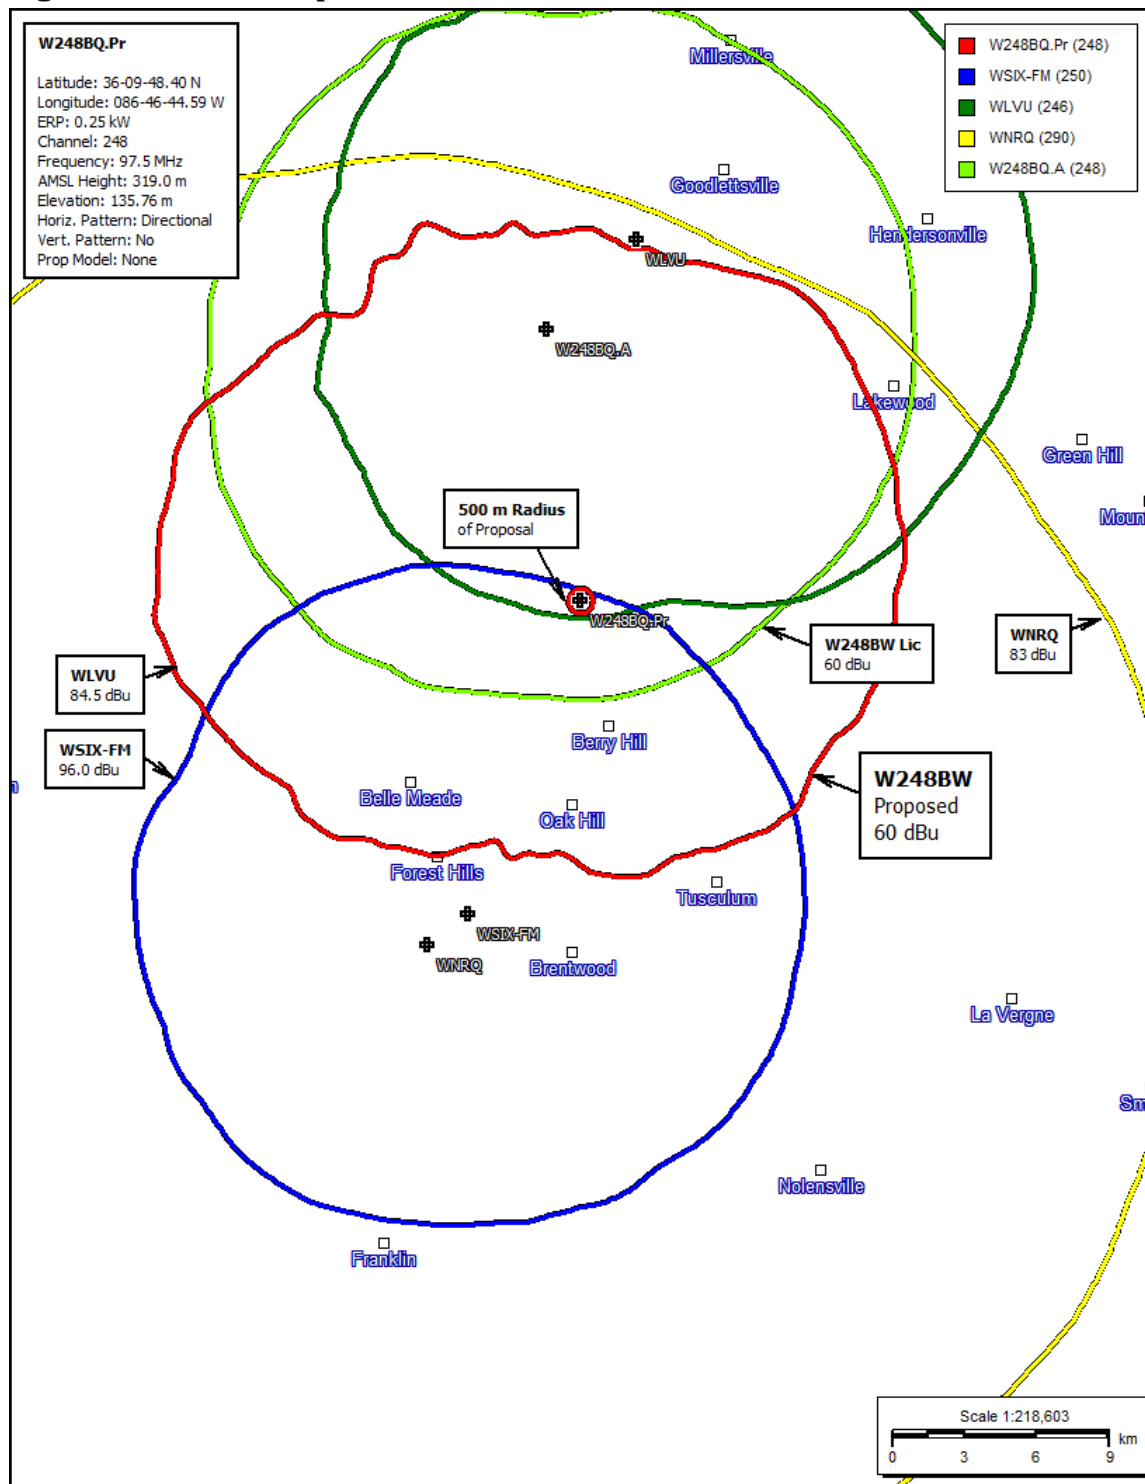 W248BQ.Pr
Latitude: 36-09-48.40 N
Longitude: 086-46-44.59 W
ERP: 0.25 kW
Channel: 248
Frequency: 97.5 MHz
AMSL Height: 319.0 m
Elevation: 135.76 m
Horiz. Pattern: Directional
Vert. Pattern: No
Prop Model: None
W248BQ.Pr (248)
WSIX-FM (250)
WLVU (246)
WNRQ (290)
W248BQ.A (248)
Millersville
Goodlettsville
Hendersonville
WLVU
W248BQ.A
Lakewood
Green Hill
Moun
500 m Radius
of Proposal
W248BQ.Pr
W248BW Lic
60 dBu
WNRQ
83 dBu
WLVU
84.5 dBu
WSIX-FM
96.0 dBu
Berry Hill
Belle Meade
Oak Hill
W248BW
Proposed
60 dBu
Forest Hills
Tusculum
WSIX-FM
WNRQ
Brentwood
La Vergne
Sm
Nolensville
Franklin
Scale 1:218,603
0 3 6 9 km